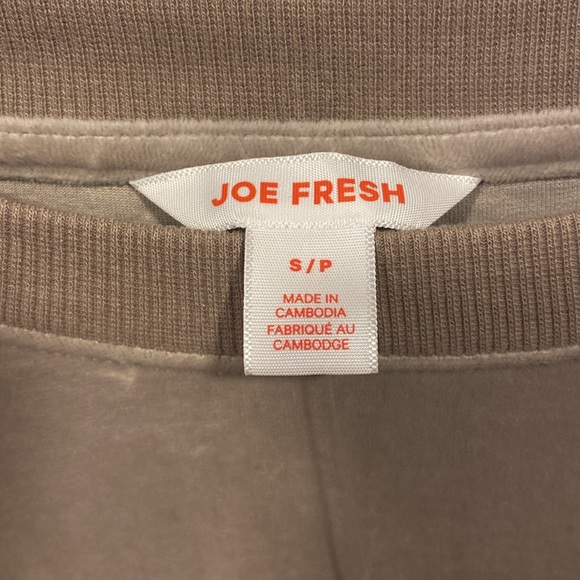 JOE FRESH
S/P
MADE IN
CAMBODIA
FABRIQUÉ AU
CAMBODGE